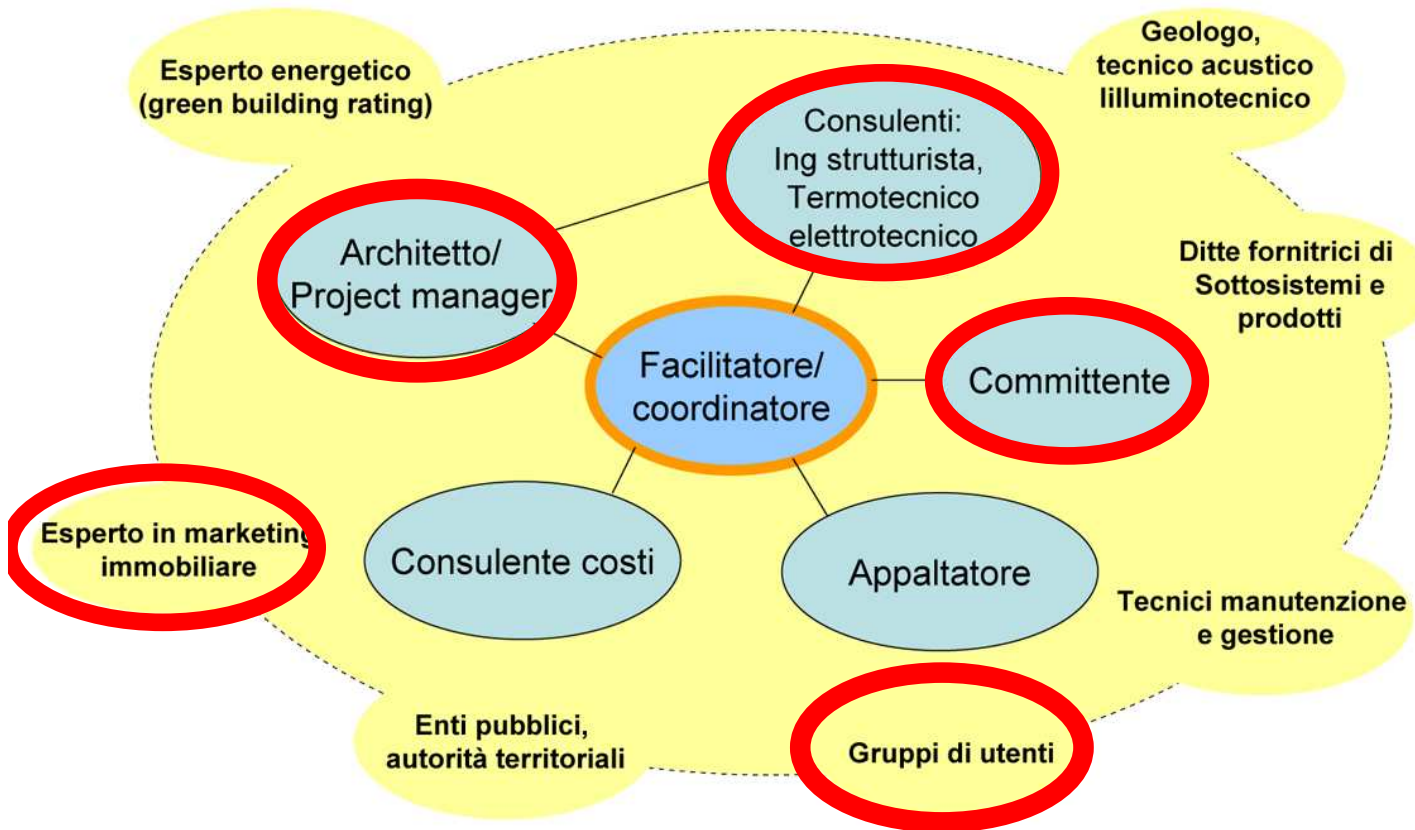 Esperto energetico
(green building rating)
Geologo,
tecnico acustico
lilluminotecnico
Consulenti:
Ing strutturista,
Termotecnico
elettrotecnico
Architetto/
Project manager
Ditte fornitrici di
Sottosistemi e
prodotti
Facilitatore/
coordinatore
Committente
Esperto in marketing
immobiliare
Consulente costi
Appaltatore
Tecnici manutenzione
e gestione
Enti pubblici,
autorità territoriali
Gruppi di utenti